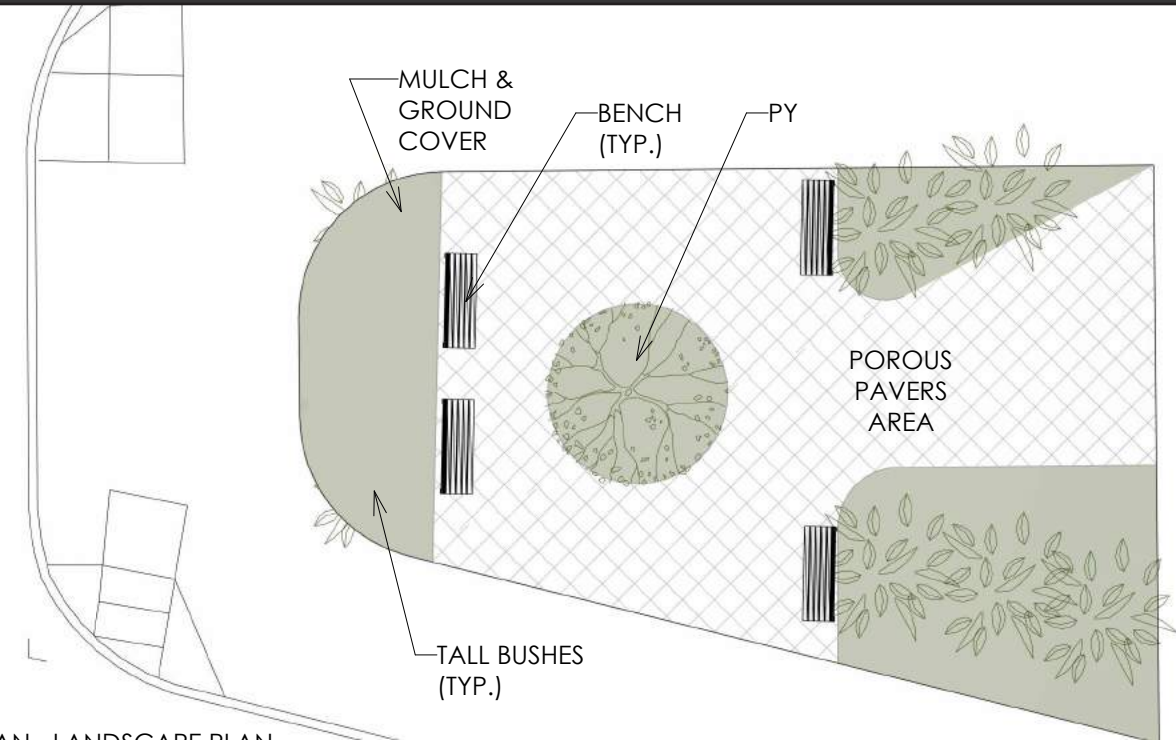 MULCH &
GROUND
COVER
BENCH
(TYP.)
PY
POROUS
PAVERS
AREA
TALL BUSHES
(TYP.)
LANDSCAPE PLAN